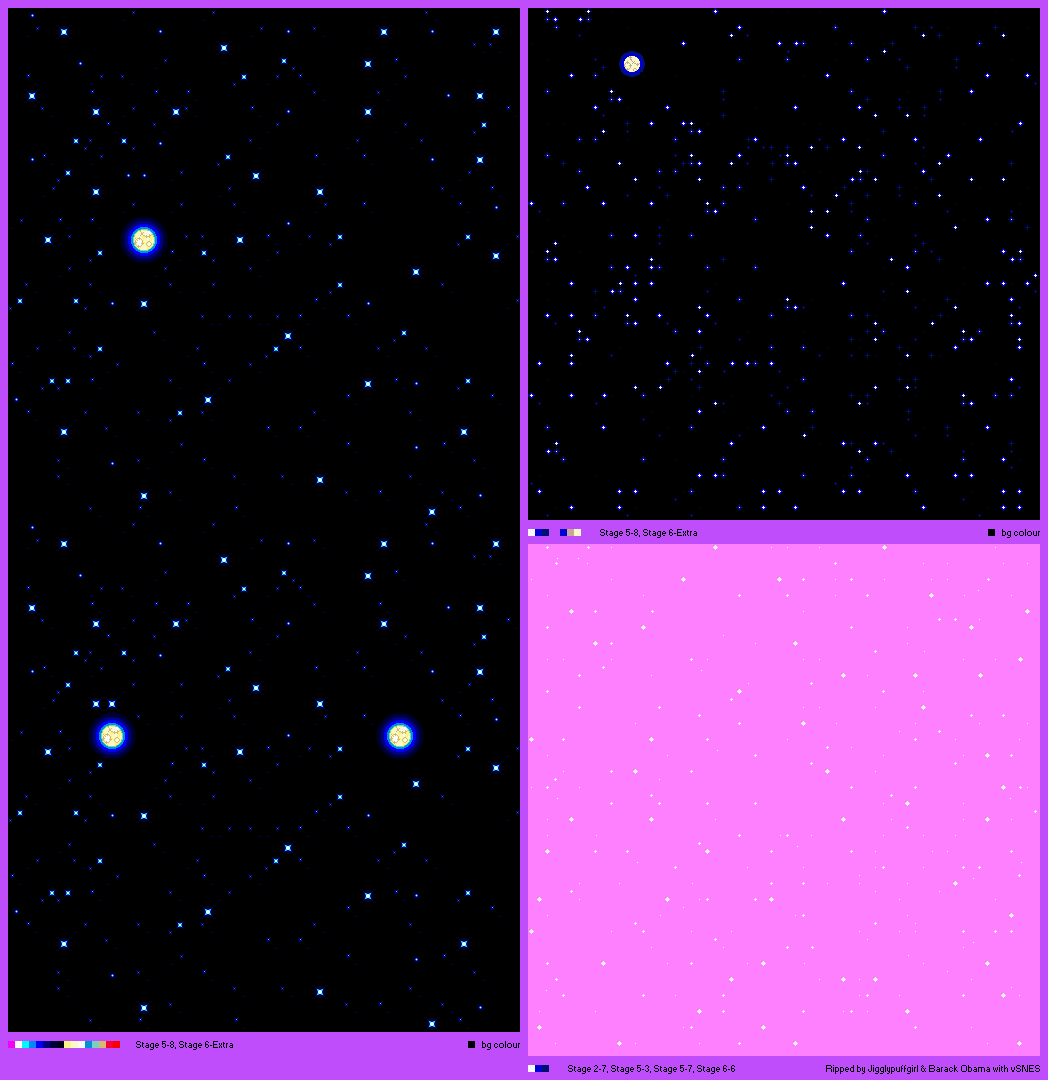 Stage 5-8, Stage 6-Extra
bg colour
Stage 5-8, Stage 6-Extra
bg colour
Stage 2-7, Stage 5-3, Stage 5-7, Stage 6-6
Ripped by Jigglypuffgirl & Barack Obama with vSNES